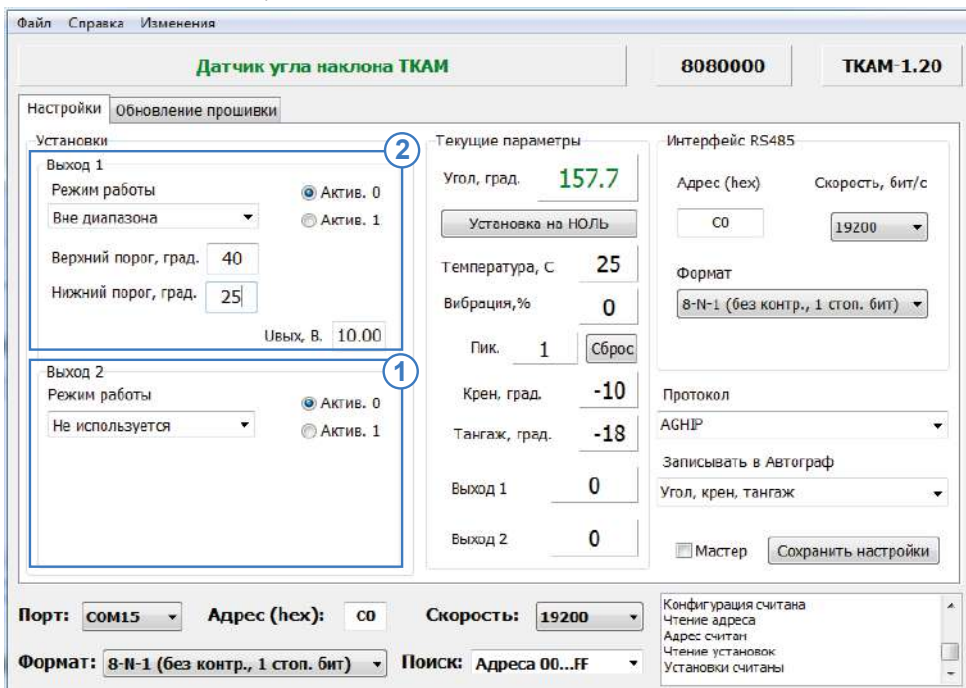 Файл Справка Изменения
Датчик угла наклона ТКАМ 8080000 ТКАМ-1.20
Настройки Обновление прошивки
Установки
2
Выход 1
Режим работы
Актив. 0
Вне диапазона
Актив. 1
Верхний порог, град. 40
Нижний порог, град. 25
Uвых, В. 10.00
1
Выход 2
Режим работы
Актив. 0
Не используется
Актив. 1
Текущие параметры
Угол, град. 157.7
Установка на НОЛЬ
Температура, С 25
Вибрация,% 0
Пик. 1 Сброс
Крен, град. -10
Тангаж, град. -18
Выход 1 0
Выход 2 0
Интерфейс RS485
Адрес (hex) Скорость, бит/с
C0 19200
Формат
8-N-1 (без контр., 1 стоп. бит)
Протокол
AGHIP
Записывать в Автограф
Угол, крен, тангаж
Мастер Сохранить настройки
Порт: COM15 Адрес (hex): C0 Скорость: 19200
Формат: 8-N-1 (без контр., 1 стоп. бит) Поиск: Адреса 00...FF
Конфигурация считана
Чтение адреса
Адрес считан
Чтение установок
Установки считаны